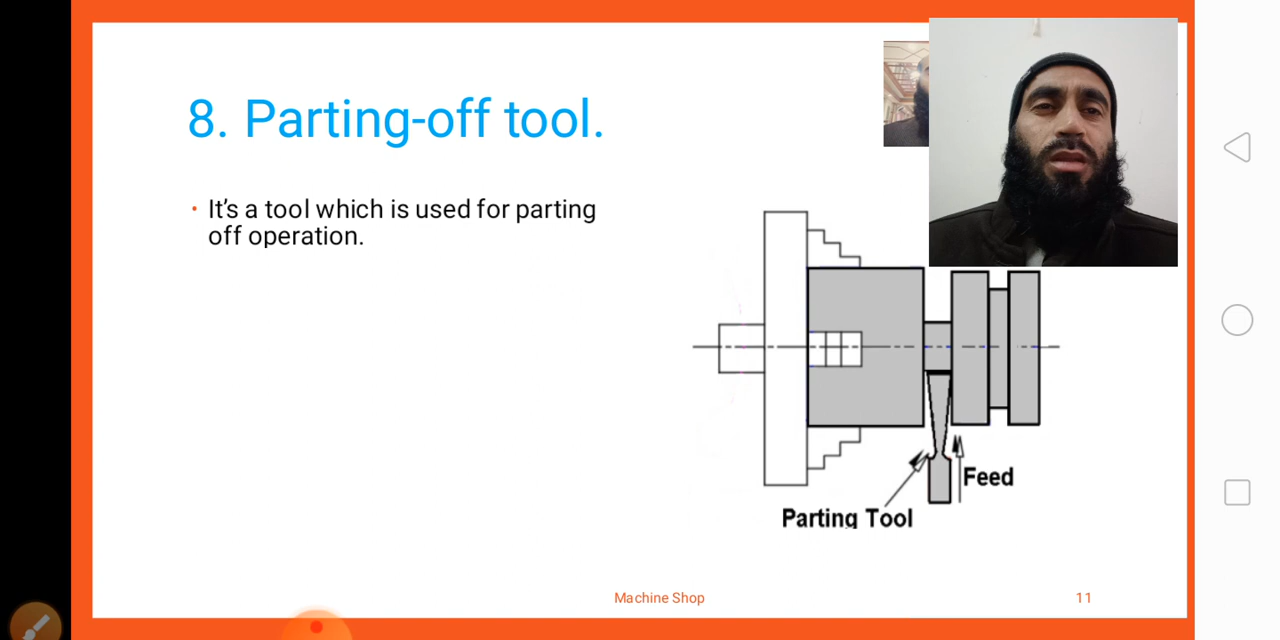 8. Parting-off tool.
• It's a tool which is used for parting
off operation.
Feed
Parting Tool
Machine Shop
11